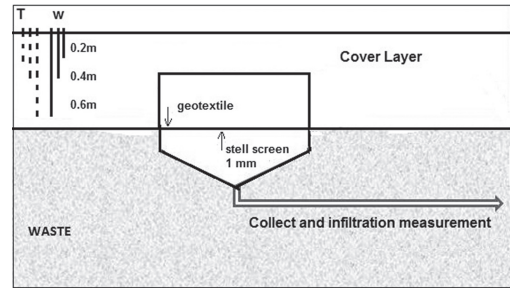 T w
0.2m
Cover Layer
0.4m
0.6m
geotextile
stell screen
1 mm
Collect and infiltration measurement
WASTE